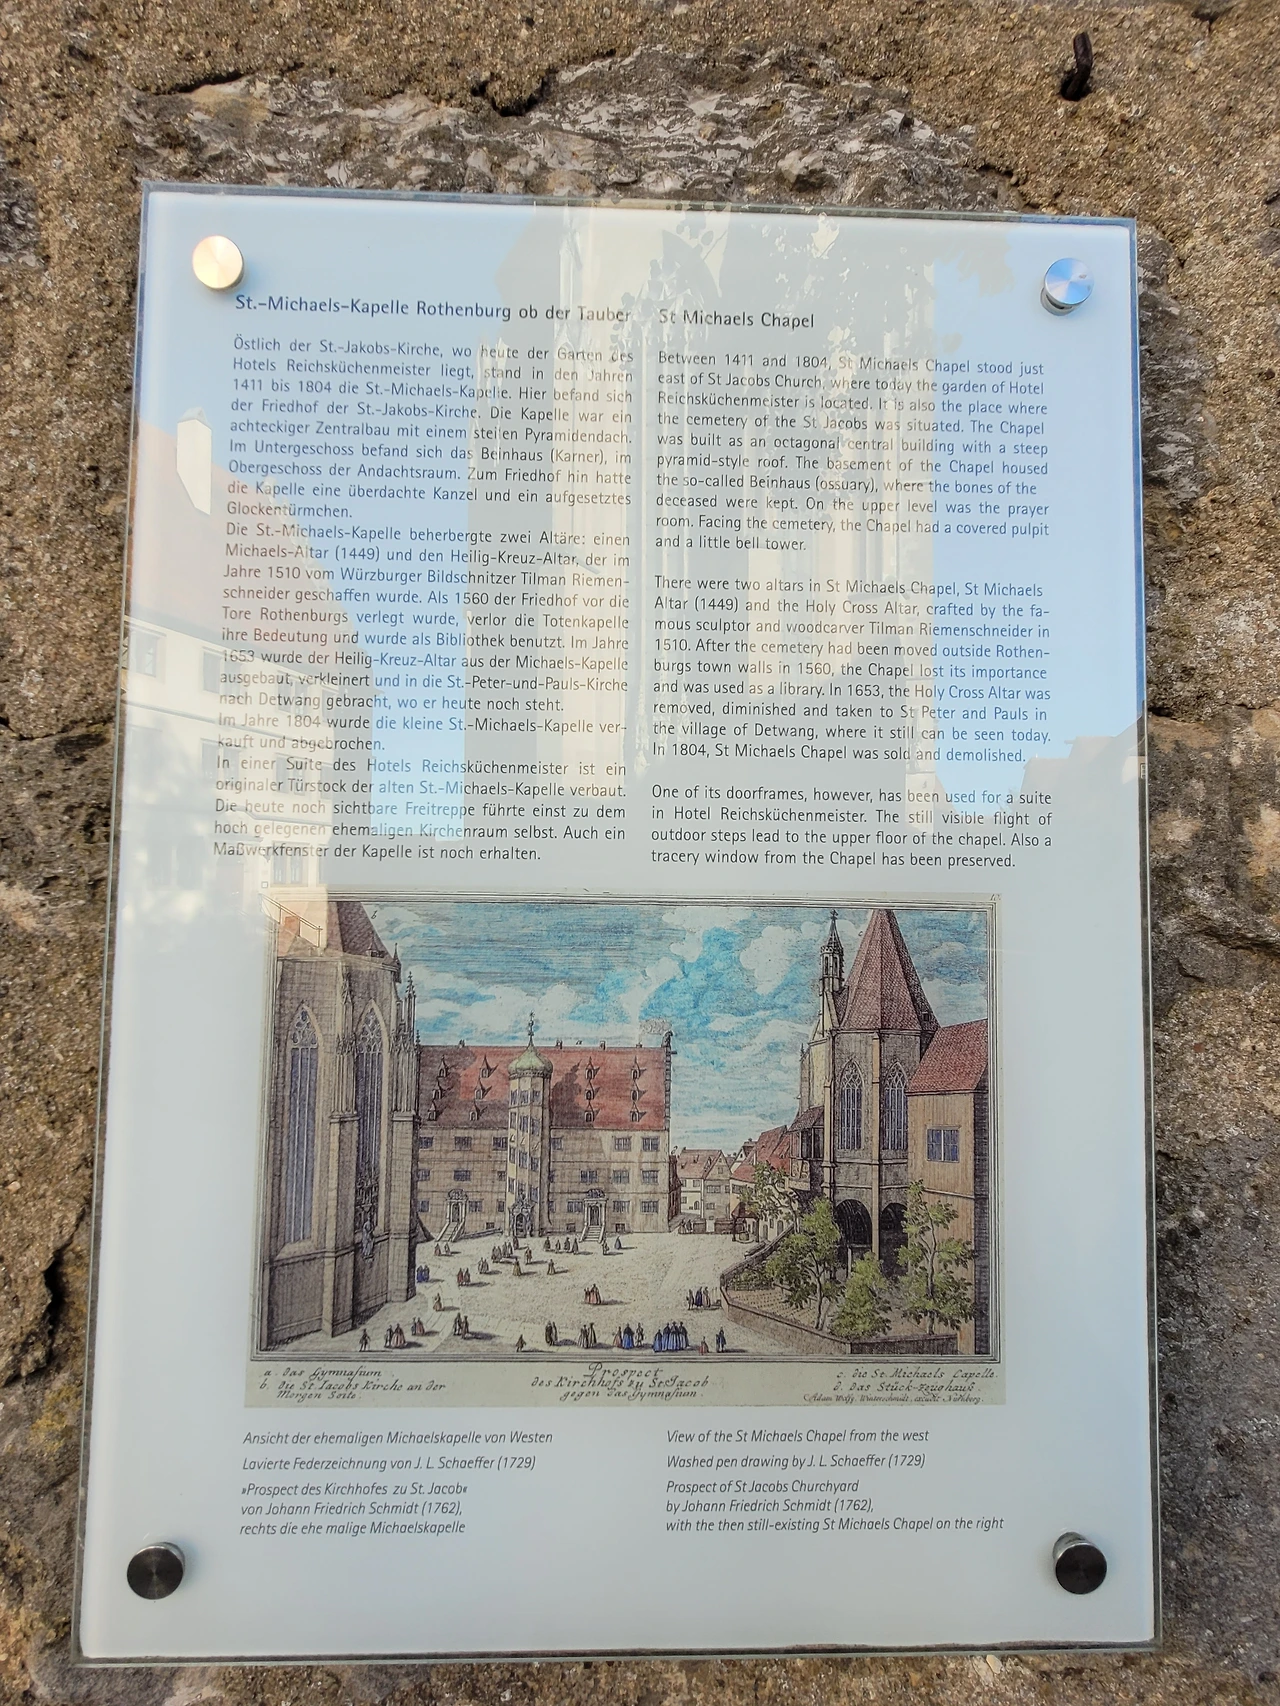 St.-Michaels-Kapelle Rothenburg ob der Tauber
Östlich der St.-Jakobs-Kirche, wo heute der Garten des
Hotels Reichsküchenmeister liegt, stand in den Jahren
1411 bis 1804 die St.-Michaels-Kapelle. Hier befand sich
der Friedhof der St.-Jakobs-Kirche. Die Kapelle war ein
achteckiger Zentralbau mit einem steilen Pyramidendach.
Im Untergeschoss befand sich das Beinhaus (Karner), im
Obergeschoss der Andachtsraum. Zum Friedhof hin hatte
die Kapelle eine überdachte Kanzel und ein aufgesetztes
Glockentürmchen.
Die St.-Michaels-Kapelle beherbergte zwei Altäre: einen
Michaels-Altar (1449) und den Heilig-Kreuz-Altar, der im
Jahre 1510 vom Würzburger Bildschnitzer Tilman Riemen-
schneider geschaffen wurde. Als 1560 der Friedhof vor die
Tore Rothenburgs verlegt wurde, verlor die Totenkapelle
ihre Bedeutung und wurde als Bibliothek benutzt. Im Jahre
1653 wurde der Heilig-Kreuz-Altar aus der Michaels-Kapelle
ausgebaut, verkleinert und in die St.-Peter-und-Pauls-Kirche
nach Detwang gebracht, wo er heute noch steht.
Im Jahre 1804 wurde die kleine St.-Michaels-Kapelle ver-
kauft und abgebrochen.
In einer Suite des Hotels Reichsküchenmeister ist ein
originaler Türstock der alten St.-Michaels-Kapelle verbaut.
Die heute noch sichtbare Freitreppe führte einst zu dem
hoch gelegenen ehemaligen Kirchenraum selbst. Auch ein
Maßwerkfenster der Kapelle ist noch erhalten.
St Michaels Chapel
Between 1411 and 1804, St Michaels Chapel stood just
east of St Jacobs Church, where today the garden of Hotel
Reichsküchenmeister is located. It is also the place where
the cemetery of the St Jacobs was situated. The Chapel
was built as an octagonal central building with a steep
pyramid-style roof. The basement of the Chapel housed
the so-called Beinhaus (ossuary), where the bones of the
deceased were kept. On the upper level was the prayer
room. Facing the cemetery, the Chapel had a covered pulpit
and a little bell tower.
There were two altars in St Michaels Chapel, St Michaels
Altar (1449) and the Holy Cross Altar, crafted by the fa-
mous sculptor and woodcarver Tilman Riemenschneider in
1510. After the cemetery had been moved outside Rothen-
burgs town walls in 1560, the Chapel lost its importance
and was used as a library. In 1653, the Holy Cross Altar was
removed, diminished and taken to St Peter and Pauls in
the village of Detwang, where it still can be seen today.
In 1804, St Michaels Chapel was sold and demolished.
One of its doorframes, however, has been used for a suite
in Hotel Reichsküchenmeister. The still visible flight of
outdoor steps lead to the upper floor of the chapel. Also a
tracery window from the Chapel has been preserved.
b
a
c
a. das Gymnasium.
b. die St Jacobs Kirche an der
Morgen Seite.
Prospect
des Kirchhofs zu St Jacob
gegen das Gymnasium.
c. die St. Michaels Capelle.
d. das Stück-Zeughauß.
Ansicht der ehemaligen Michaelskapelle von Westen
Lavierte Federzeichnung von J. L. Schaeffer (1729)
»Prospect des Kirchhofes zu St. Jacob«
von Johann Friedrich Schmidt (1762),
rechts die ehe malige Michaelskapelle
View of the St Michaels Chapel from the west
Washed pen drawing by J. L. Schaeffer (1729)
Prospect of St Jacobs Churchyard
by Johann Friedrich Schmidt (1762),
with the then still-existing St Michaels Chapel on the right